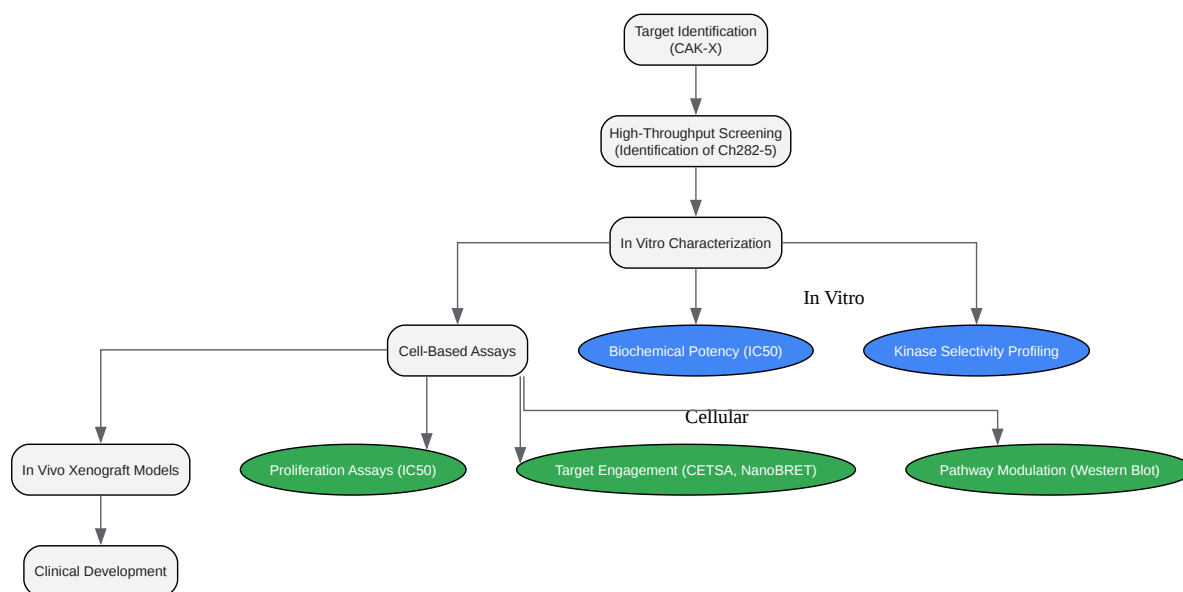 Target Identification
(CAK-X)
High-Throughput Screening
(Identification of Ch282-5)
In Vitro Characterization
In Vitro
Cell-Based Assays
Biochemical Potency (IC50)
Kinase Selectivity Profiling
Cellular
In Vivo Xenograft Models
Proliferation Assays (IC50)
Target Engagement (CETSA, NanoBRET)
Pathway Modulation (Western Blot)
Clinical Development